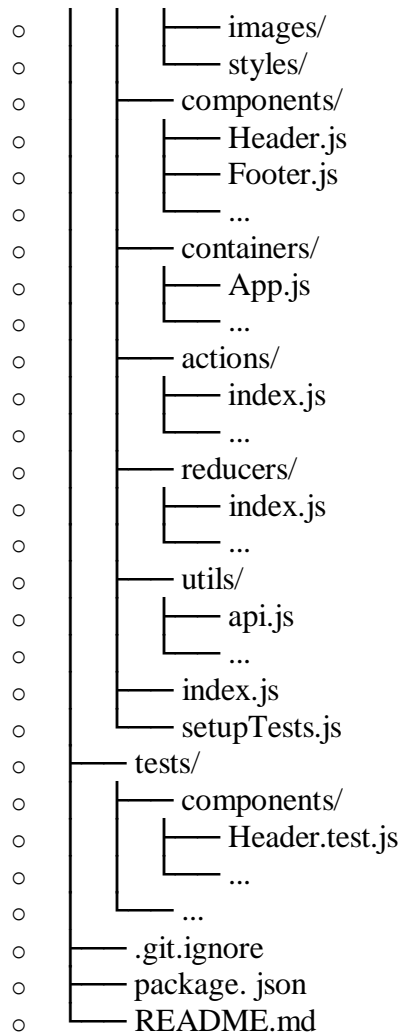 ○ │ │ ├── images/
○ │ │ └── styles/
○ │ ├── components/
○ │ │ ├── Header.js
○ │ │ ├── Footer.js
○ │ │ └── ...
○ │ ├── containers/
○ │ │ ├── App.js
○ │ │ └── ...
○ │ ├── actions/
○ │ │ ├── index.js
○ │ │ └── ...
○ │ ├── reducers/
○ │ │ ├── index.js
○ │ │ └── ...
○ │ ├── utils/
○ │ │ ├── api.js
○ │ │ └── ...
○ │ ├── index.js
○ │ └── setupTests.js
○ ├── tests/
○ │ ├── components/
○ │ │ ├── Header.test.js
○ │ │ └── ...
○ │ └── ...
○ ├── .git.ignore
○ ├── package. json
○ └── README.md